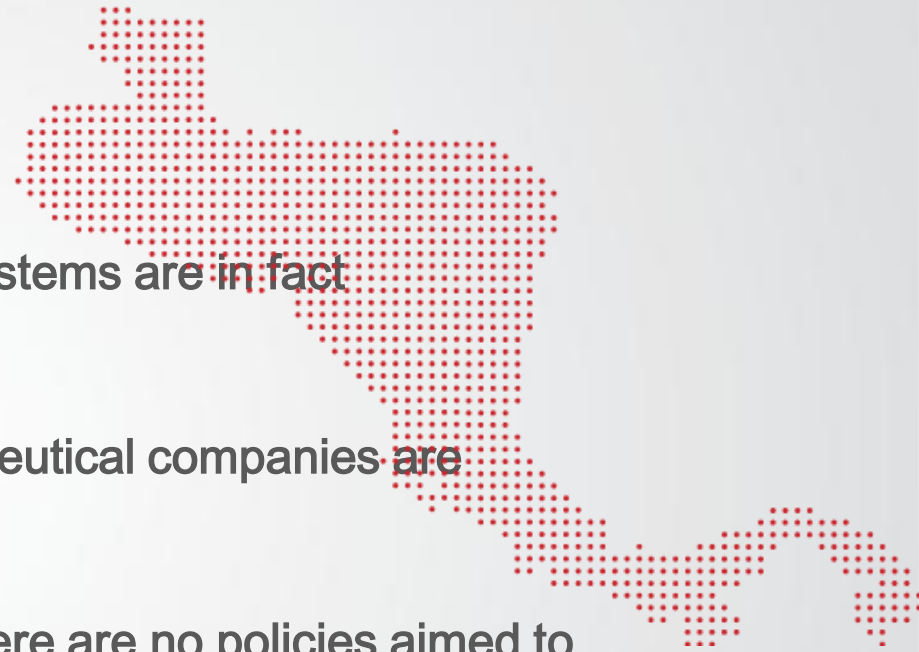 stems are in fact
eutical companies are
ere are no policies aimed to